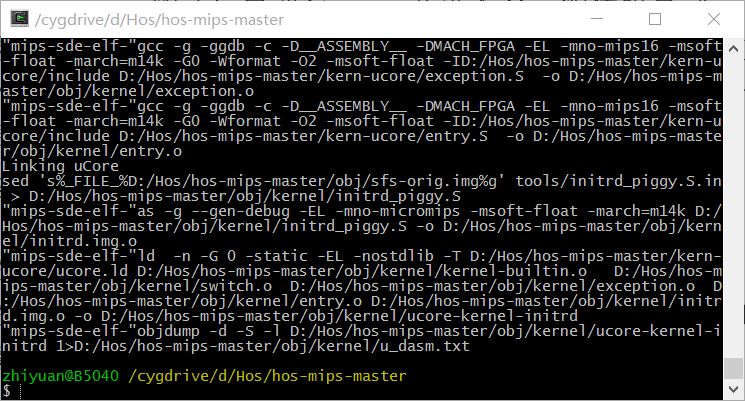 /cygdrive/d/Hos/hos-mips-master
"mips-sde-elf-"gcc -g -ggdb -c -D__ASSEMBLY__ -DMACH_FPGA -EL -mno-mips16 -msoft
-float -march=m14k -G0 -Wformat -O2 -msoft-float -ID:/Hos/hos-mips-master/kern-u
core/include D:/Hos/hos-mips-master/kern-ucore/exception.S  -o D:/Hos/hos-mips-m
aster/obj/kernel/exception.o
"mips-sde-elf-"gcc -g -ggdb -c -D__ASSEMBLY__ -DMACH_FPGA -EL -mno-mips16 -msoft
-float -march=m14k -G0 -Wformat -O2 -msoft-float -ID:/Hos/hos-mips-master/kern-u
core/include D:/Hos/hos-mips-master/kern-ucore/entry.S  -o D:/Hos/hos-mips-maste
r/obj/kernel/entry.o
Linking uCore
sed 's%_FILE_%D:/Hos/hos-mips-master/obj/sfs-orig.img%g' tools/initrd_piggy.S.in
 > D:/Hos/hos-mips-master/obj/kernel/initrd_piggy.S
"mips-sde-elf-"as -g --gen-debug -EL -mno-micromips -msoft-float -march=m14k D:/
Hos/hos-mips-master/obj/kernel/initrd_piggy.S -o D:/Hos/hos-mips-master/obj/kern
el/initrd.img.o
"mips-sde-elf-"ld  -n -G 0 -static -EL -nostdlib -T D:/Hos/hos-mips-master/kern-
ucore/ucore.ld D:/Hos/hos-mips-master/obj/kernel/kernel-builtin.o   D:/Hos/hos-m
ips-master/obj/kernel/switch.o  D:/Hos/hos-mips-master/obj/kernel/exception.o  D
:/Hos/hos-mips-master/obj/kernel/entry.o D:/Hos/hos-mips-master/obj/kernel/initr
d.img.o -o D:/Hos/hos-mips-master/obj/kernel/ucore-kernel-initrd
"mips-sde-elf-"objdump -d -S -l D:/Hos/hos-mips-master/obj/kernel/ucore-kernel-i
nitrd 1>D:/Hos/hos-mips-master/obj/kernel/u_dasm.txt
zhiyuan@B5040 /cygdrive/d/Hos/hos-mips-master
$